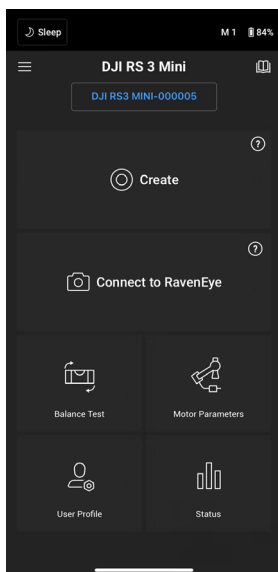 Sleep
M 1 84%
DJI RS 3 Mini
DJI RS3 MINI-000005
?
Create
?
Connect to RavenEye
Balance Test
Motor Parameters
User Profile
Status